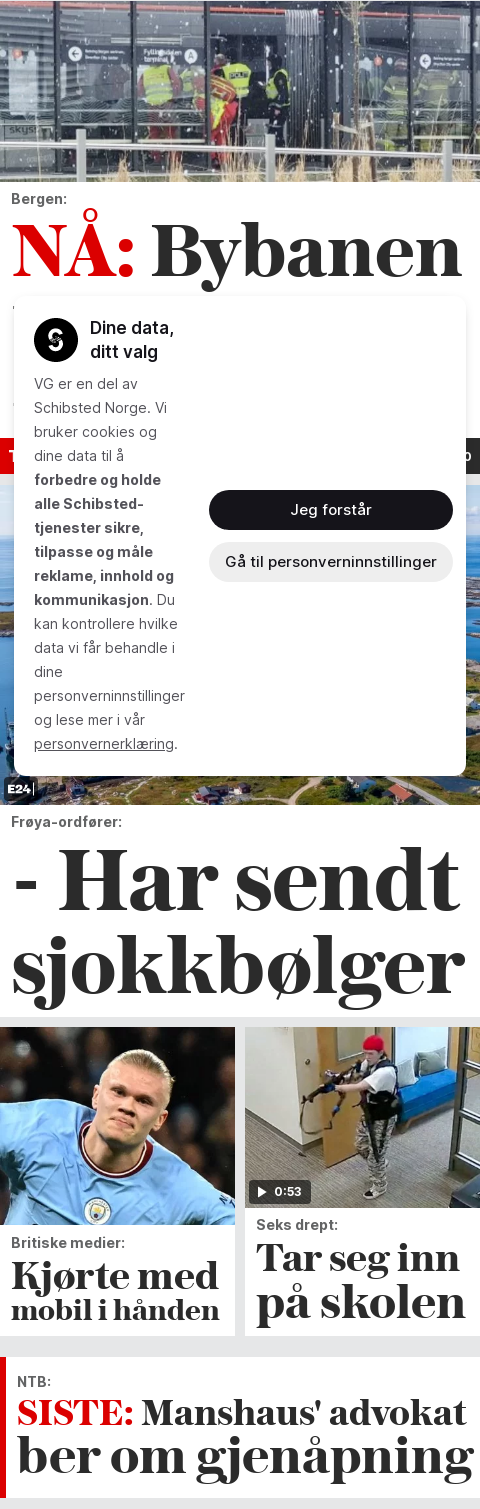 Bergen:
NÅ: Bybanen
Dine data,
ditt valg
VG er en del av
Schibsted Norge. Vi
bruker cookies og
dine data til å
forbedre og holde
alle Schibsted-
tjenester sikre,
tilpasse og måle
reklame, innhold og
kommunikasjon. Du
kan kontrollere hvilke
data vi får behandle i
dine
personverninnstillinger
og lese mer i vår
personvernerklæring.
Jeg forstår
Gå til personverninnstillinger
E24
Frøya-ordfører:
- Har sendt
sjokkbølger
0:53
Britiske medier:
Kjørte med
mobil i hånden
Seks drept:
Tar seg inn
på skolen
NTB:
SISTE: Manshaus' advokat
ber om gjenåpning